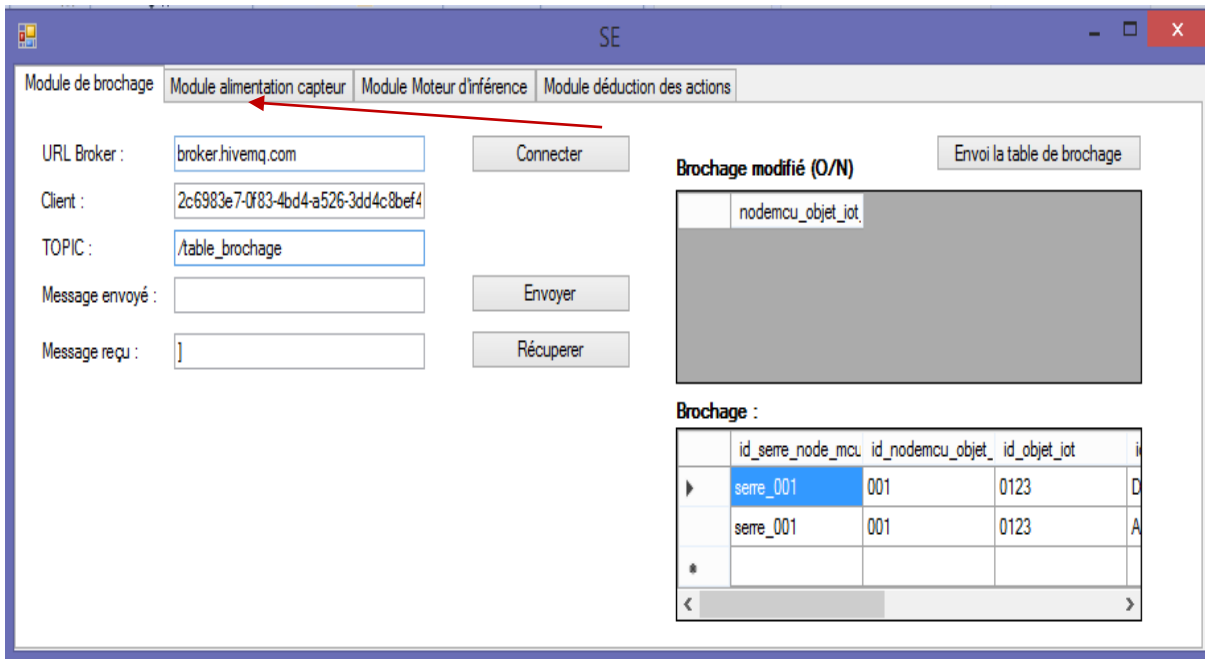 SE
Module de brochage Module alimentation capteur Module Moteur d'inférence Module déduction des actions
URL Broker : broker.hivemq.com Connecter
Client : 2c6983e7-0f83-4bd4-a526-3dd4c8bef4
TOPIC : /table_brochage
Message envoyé : Envoyer
Message reçu : ] Récuperer
Envoi la table de brochage
Brochage modifié (O/N)
nodemcu_objet_iot_
Brochage :
id_serre_node_mcu id_nodemcu_objet_ id_objet_iot
serre_001 001 0123 D
serre_001 001 0123 A